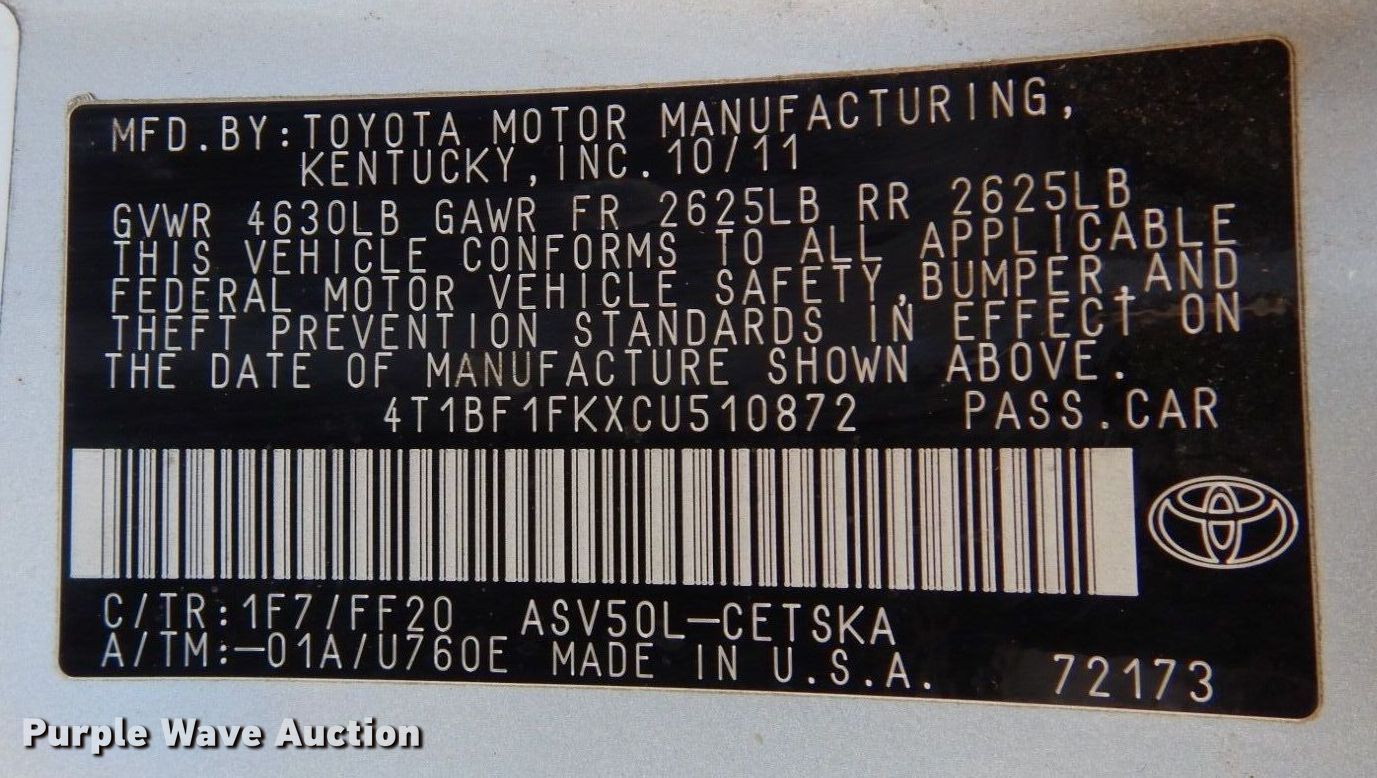 MFD.BY:TOYOTA MOTOR MANUFACTURING,
KENTUCKY,INC.10/11
GVWR 4630LB GAWR FR 2625LB RR 2625LB
THIS VEHICLE CONFORMS TO ALL APPLICABLE
FEDERAL MOTOR VEHICLE SAFETY,BUMPER,AND
THEFT PREVENTION STANDARDS IN EFFECT ON
THE DATE OF MANUFACTURE SHOWN ABOVE.
4T1BF1FKXCU510872 PASS.CAR
C/TR:1F7/FF20 ASV50L-CETSKA
A/TM:-01A/U760E MADE IN U.S.A. 72173
Purple Wave Auction